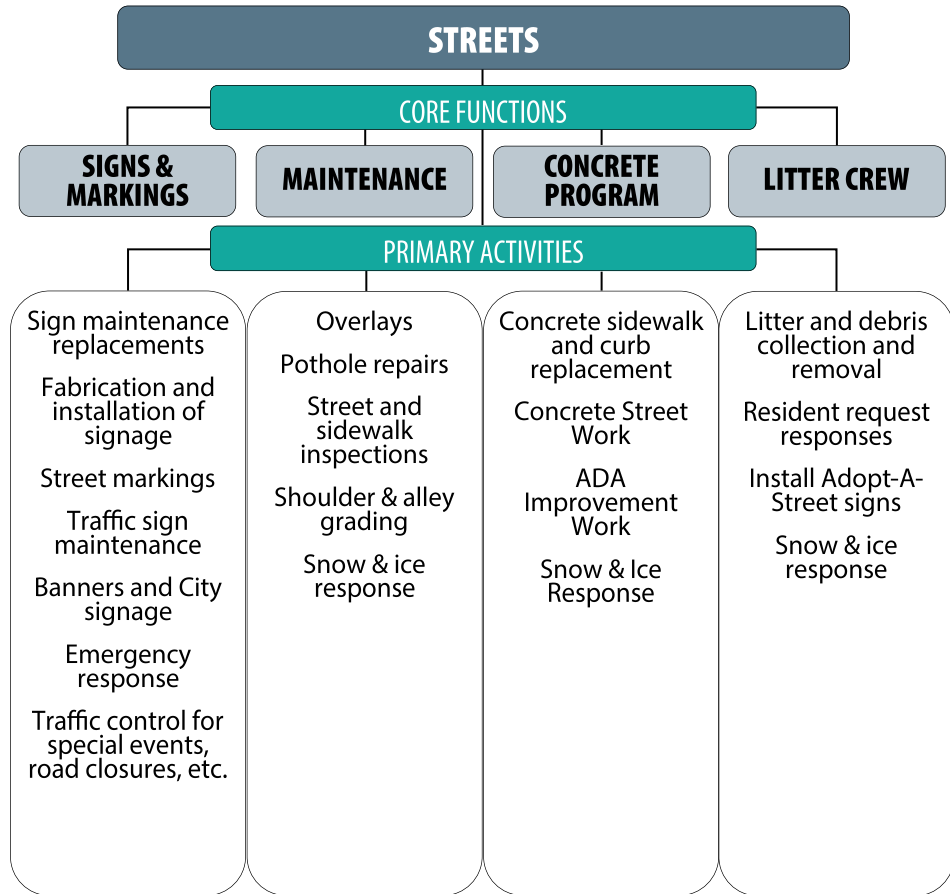 STREETS
CORE FUNCTIONS
SIGNS &
MARKINGS
MAINTENANCE
CONCRETE
PROGRAM
LITTER CREW
PRIMARY ACTIVITIES
Sign maintenance
replacements
Fabrication and
installation of
signage
Street markings
Traffic sign
maintenance
Banners and City
signage
Emergency
response
Traffic control for
special events,
road closures, etc.
Overlays
Pothole repairs
Street and
sidewalk
inspections
Shoulder & alley
grading
Snow & ice
response
Concrete sidewalk
and curb
replacement
Concrete Street
Work
ADA
Improvement
Work
Snow & Ice
Response
Litter and debris
collection and
removal
Resident request
responses
Install Adopt-A-
Street signs
Snow & ice
response